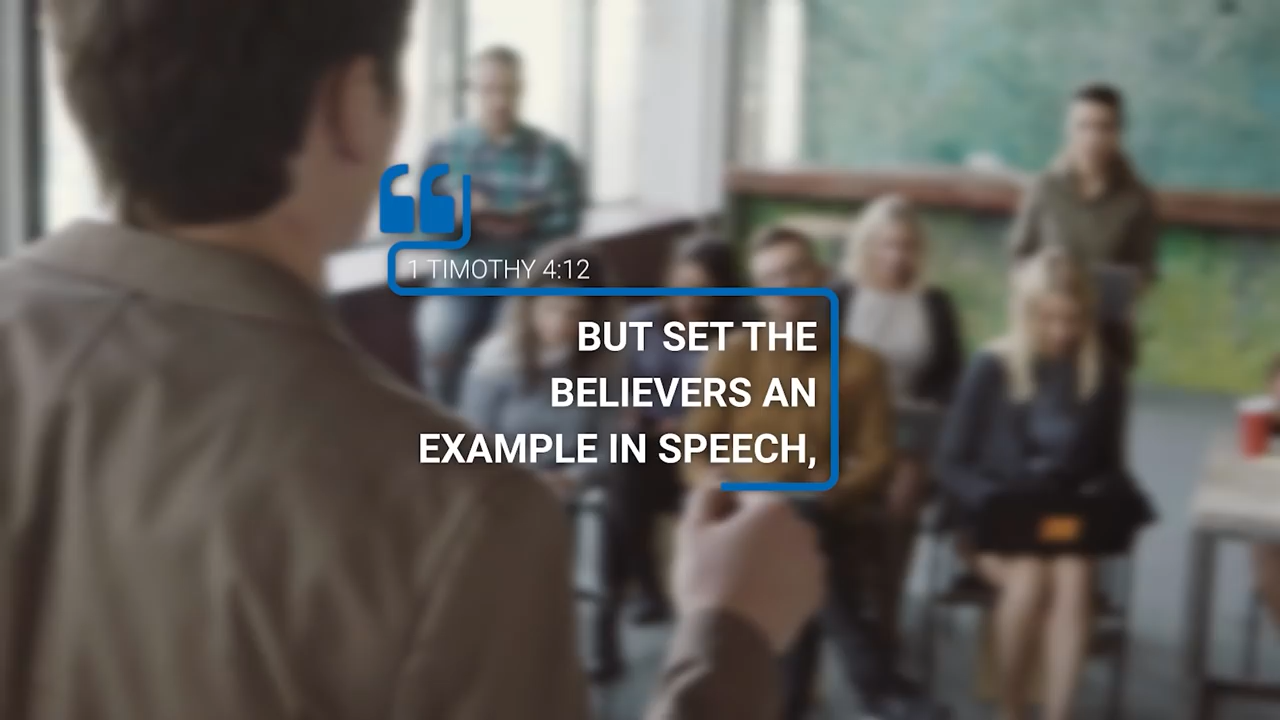 1 TIMOTHY 4:12
BUT SET THE
BELIEVERS AN
EXAMPLE IN SPEECH,